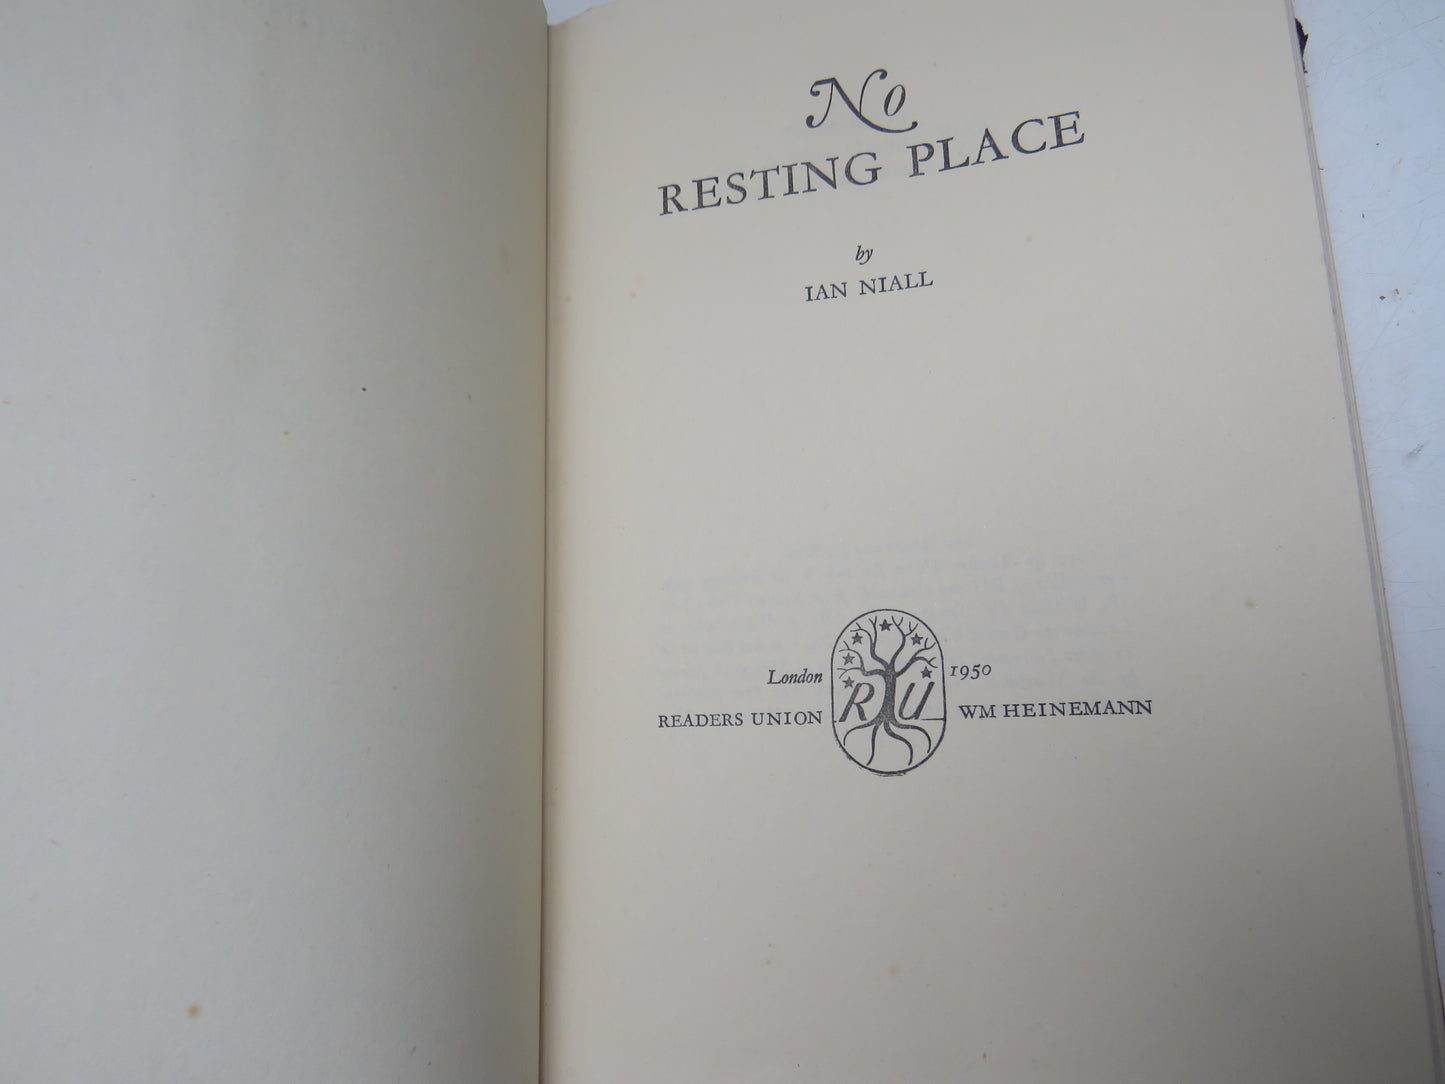 No
RESTING PLACE
by
IAN NIALL
London 1950
READERS UNION RU WM HEINEMANN